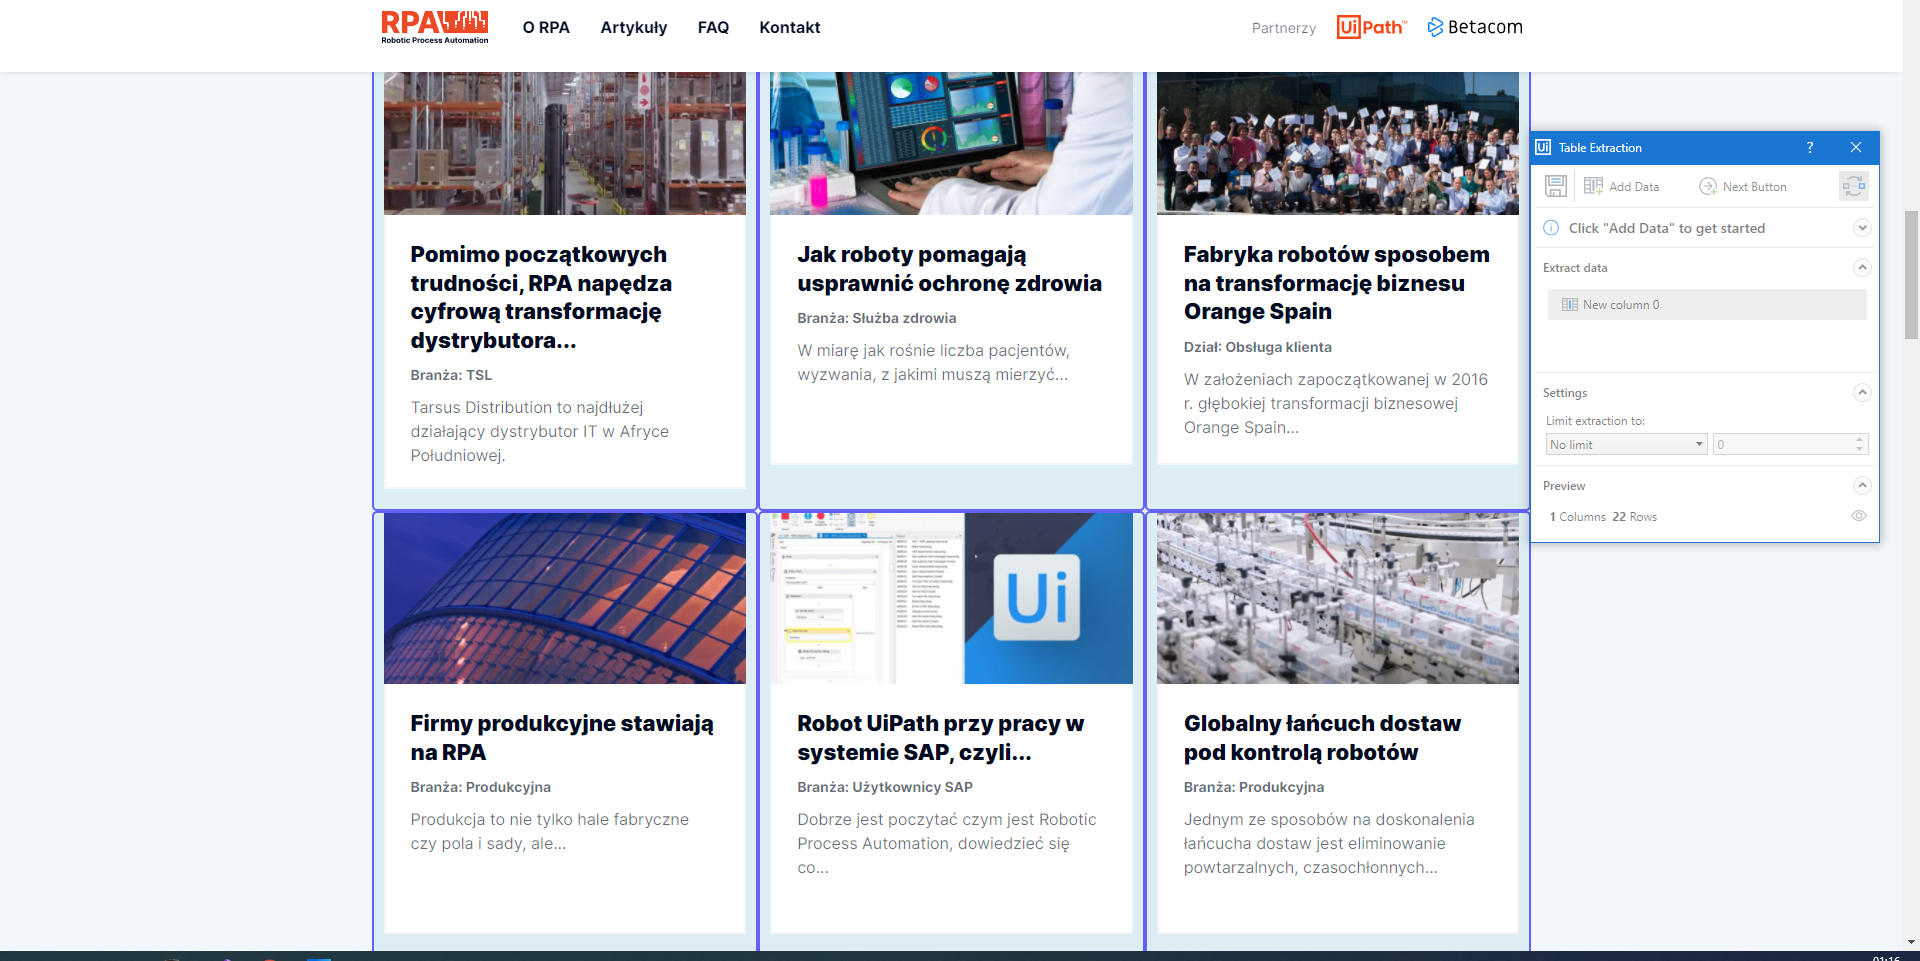 RPA
Robotic Process Automation
O RPA
Artykuły
FAQ
Kontakt
Partnerzy
UiPath™
Betacom
Pomimo początkowych
trudności, RPA napędza
cyfrową transformację
dystrybutora...
Branża: TSL
Tarsus Distribution to najdłużej
działający dystrybutor IT w Afryce
Południowej.
Jak roboty pomagają
usprawnić ochronę zdrowia
Branża: Służba zdrowia
W miarę jak rośnie liczba pacjentów,
wyzwania, z jakimi muszą mierzyć...
Fabryka robotów sposobem
na transformację biznesu
Orange Spain
Dział: Obsługa klienta
W założeniach zapoczątkowanej w 2016
r. głębokiej transformacji biznesowej
Orange Spain...
Ui
Firmy produkcyjne stawiają
na RPA
Branża: Produkcyjna
Produkcja to nie tylko hale fabryczne
czy pola i sady, ale...
Robot UiPath przy pracy w
systemie SAP, czyli...
Branża: Użytkownicy SAP
Dobrze jest poczytać czym jest Robotic
Process Automation, dowiedzieć się
co...
Globalny łańcuch dostaw
pod kontrolą robotów
Branża: Produkcyjna
Jednym ze sposobów na doskonalenia
łańcucha dostaw jest eliminowanie
powtarzalnych, czasochłonnych...
Ui Table Extraction ?
Add Data
Next Button
Click "Add Data" to get started
Extract data
New column 0
Settings
Limit extraction to:
No limit
0
Preview
1 Columns 22 Rows